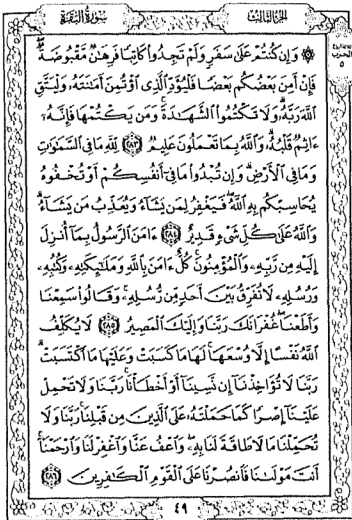 الجزء الثالث
سورة البقرة
۞ وَإِن كُنتُمْ عَلَىٰ سَفَرٍ وَلَمْ تَجِدُوا۟ كَاتِبًا فَرِهَٰنٌ مَّقْبُوضَةٌ ۖ
فَإِنْ أَمِنَ بَعْضُكُم بَعْضًا فَلْيُؤَدِّ ٱلَّذِى ٱؤْتُمِنَ أَمَٰنَتَهُۥ وَلْيَتَّقِ
ٱللَّهَ رَبَّهُۥ ۗ وَلَا تَكْتُمُوا۟ ٱلشَّهَٰدَةَ ۚ وَمَن يَكْتُمْهَا فَإِنَّهُۥٓ
ءَاثِمٌ قَلْبُهُۥ ۗ وَٱللَّهُ بِمَا تَعْمَلُونَ عَلِيمٌ ٢٨٣ لِّلَّهِ مَا فِى ٱلسَّمَٰوَٰتِ
وَمَا فِى ٱلْأَرْضِ ۗ وَإِن تُبْدُوا۟ مَا فِىٓ أَنفُسِكُمْ أَوْ تُخْفُوهُ
يُحَاسِبْكُم بِهِ ٱللَّهُ ۖ فَيَغْفِرُ لِمَن يَشَآءُ وَيُعَذِّبُ مَن يَشَآءُ ۗ
وَٱللَّهُ عَلَىٰ كُلِّ شَىْءٍ قَدِيرٌ ٢٨٤ ءَامَنَ ٱلرَّسُولُ بِمَآ أُنزِلَ
إِلَيْهِ مِن رَّبِّهِۦ وَٱلْمُؤْمِنُونَ ۚ كُلٌّ ءَامَنَ بِٱللَّهِ وَمَلَٰٓئِكَتِهِۦ وَكُتُبِهِۦ
وَرُسُلِهِۦ لَا نُفَرِّقُ بَيْنَ أَحَدٍ مِّن رُّسُلِهِۦ ۚ وَقَالُوا۟ سَمِعْنَا
وَأَطَعْنَا ۖ غُفْرَانَكَ رَبَّنَا وَإِلَيْكَ ٱلْمَصِيرُ ٢٨٥ لَا يُكَلِّفُ
ٱللَّهُ نَفْسًا إِلَّا وُسْعَهَا ۚ لَهَا مَا كَسَبَتْ وَعَلَيْهَا مَا ٱكْتَسَبَتْ ۗ
رَبَّنَا لَا تُؤَاخِذْنَآ إِن نَّسِينَآ أَوْ أَخْطَأْنَا ۚ رَبَّنَا وَلَا تَحْمِلْ
عَلَيْنَآ إِصْرًا كَمَا حَمَلْتَهُۥ عَلَى ٱلَّذِينَ مِن قَبْلِنَا ۚ رَبَّنَا وَلَا
تُحَمِّلْنَا مَا لَا طَاقَةَ لَنَا بِهِۦ ۖ وَٱعْفُ عَنَّا وَٱغْفِرْ لَنَا وَٱرْحَمْنَآ ۚ
أَنتَ مَوْلَىٰنَا فَٱنصُرْنَا عَلَى ٱلْقَوْمِ ٱلْكَٰفِرِينَ ٢٨٦
٤٩